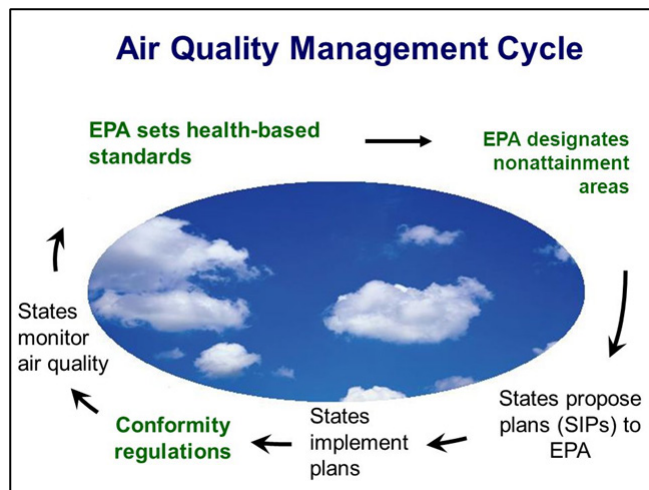 Air Quality Management Cycle
EPA sets health-based
standards
EPA designates
nonattainment
areas
States
monitor
air quality
States propose
plans (SIPs) to
EPA
States
implement
plans
Conformity
regulations